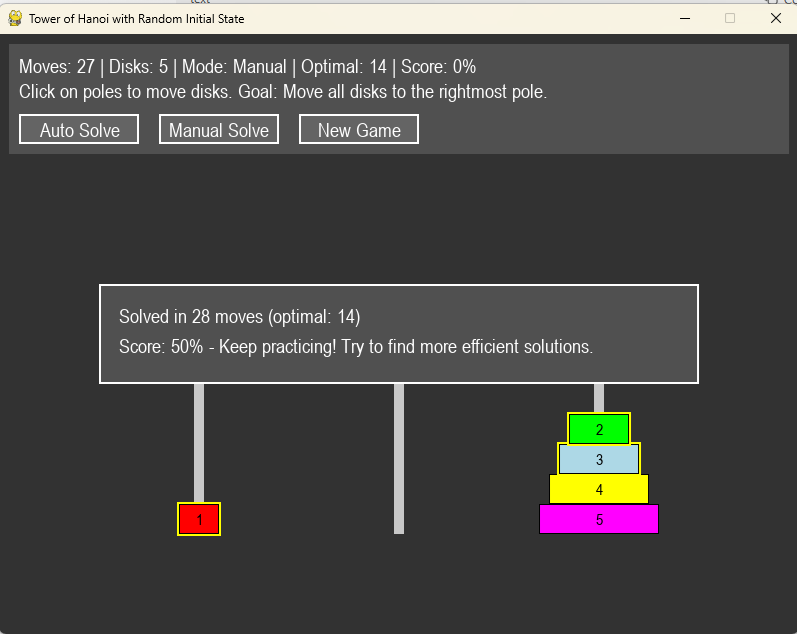 Tower of Hanoi with Random Initial State
Moves: 27 | Disks: 5 | Mode: Manual | Optimal: 14 | Score: 0%
Click on poles to move disks. Goal: Move all disks to the rightmost pole.
Auto Solve Manual Solve New Game
Solved in 28 moves (optimal: 14)
Score: 50% - Keep practicing! Try to find more efficient solutions.
2
3
4
1 5